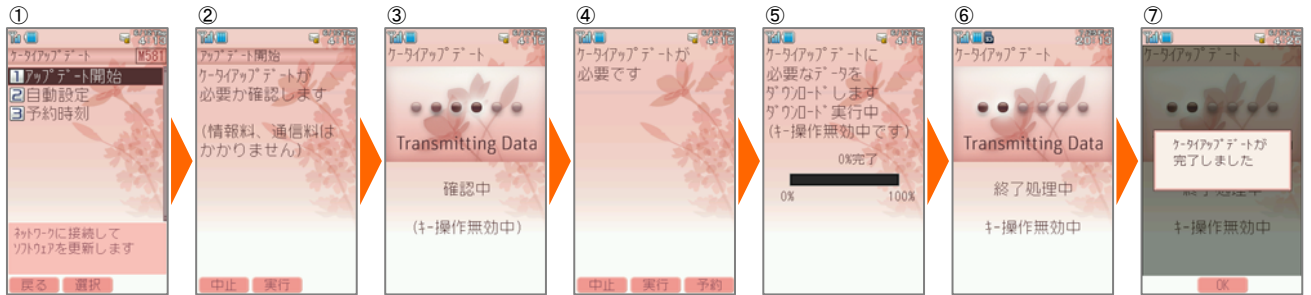 ①
ケータイアップデート M581
1アップデート開始
2自動設定
3予約時刻
ネットワークに接続して
ソフトウェアを更新します
戻る 選択
②
アップデート開始
ケータイアップデートが
必要か確認します
(情報料、通信料は
かかりません)
中止 実行
③
ケータイアップデート
Transmitting Data
確認中
(キー操作無効中)
④
ケータイアップデートが
必要です
中止 実行 予約
⑤
ケータイアップデートに
必要なデータを
ダウンロードします
ダウンロード実行中
(キー操作無効中です)
0%完了
0% 100%
⑥
ケータイアップデート
Transmitting Data
終了処理中
キー操作無効中
⑦
ケータイアップデート
ケータイアップデートが
完了しました
終了処理中
キー操作無効中
OK